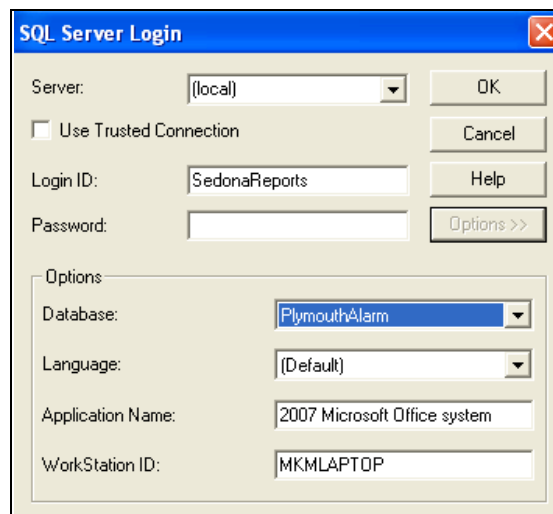 SQL Server Login
Server: (local) OK
Use Trusted Connection Cancel
Login ID: SedonaReports Help
Password: Options >>
Options
Database: PlymouthAlarm
Language: (Default)
Application Name: 2007 Microsoft Office system
WorkStation ID: MKMLAPTOP